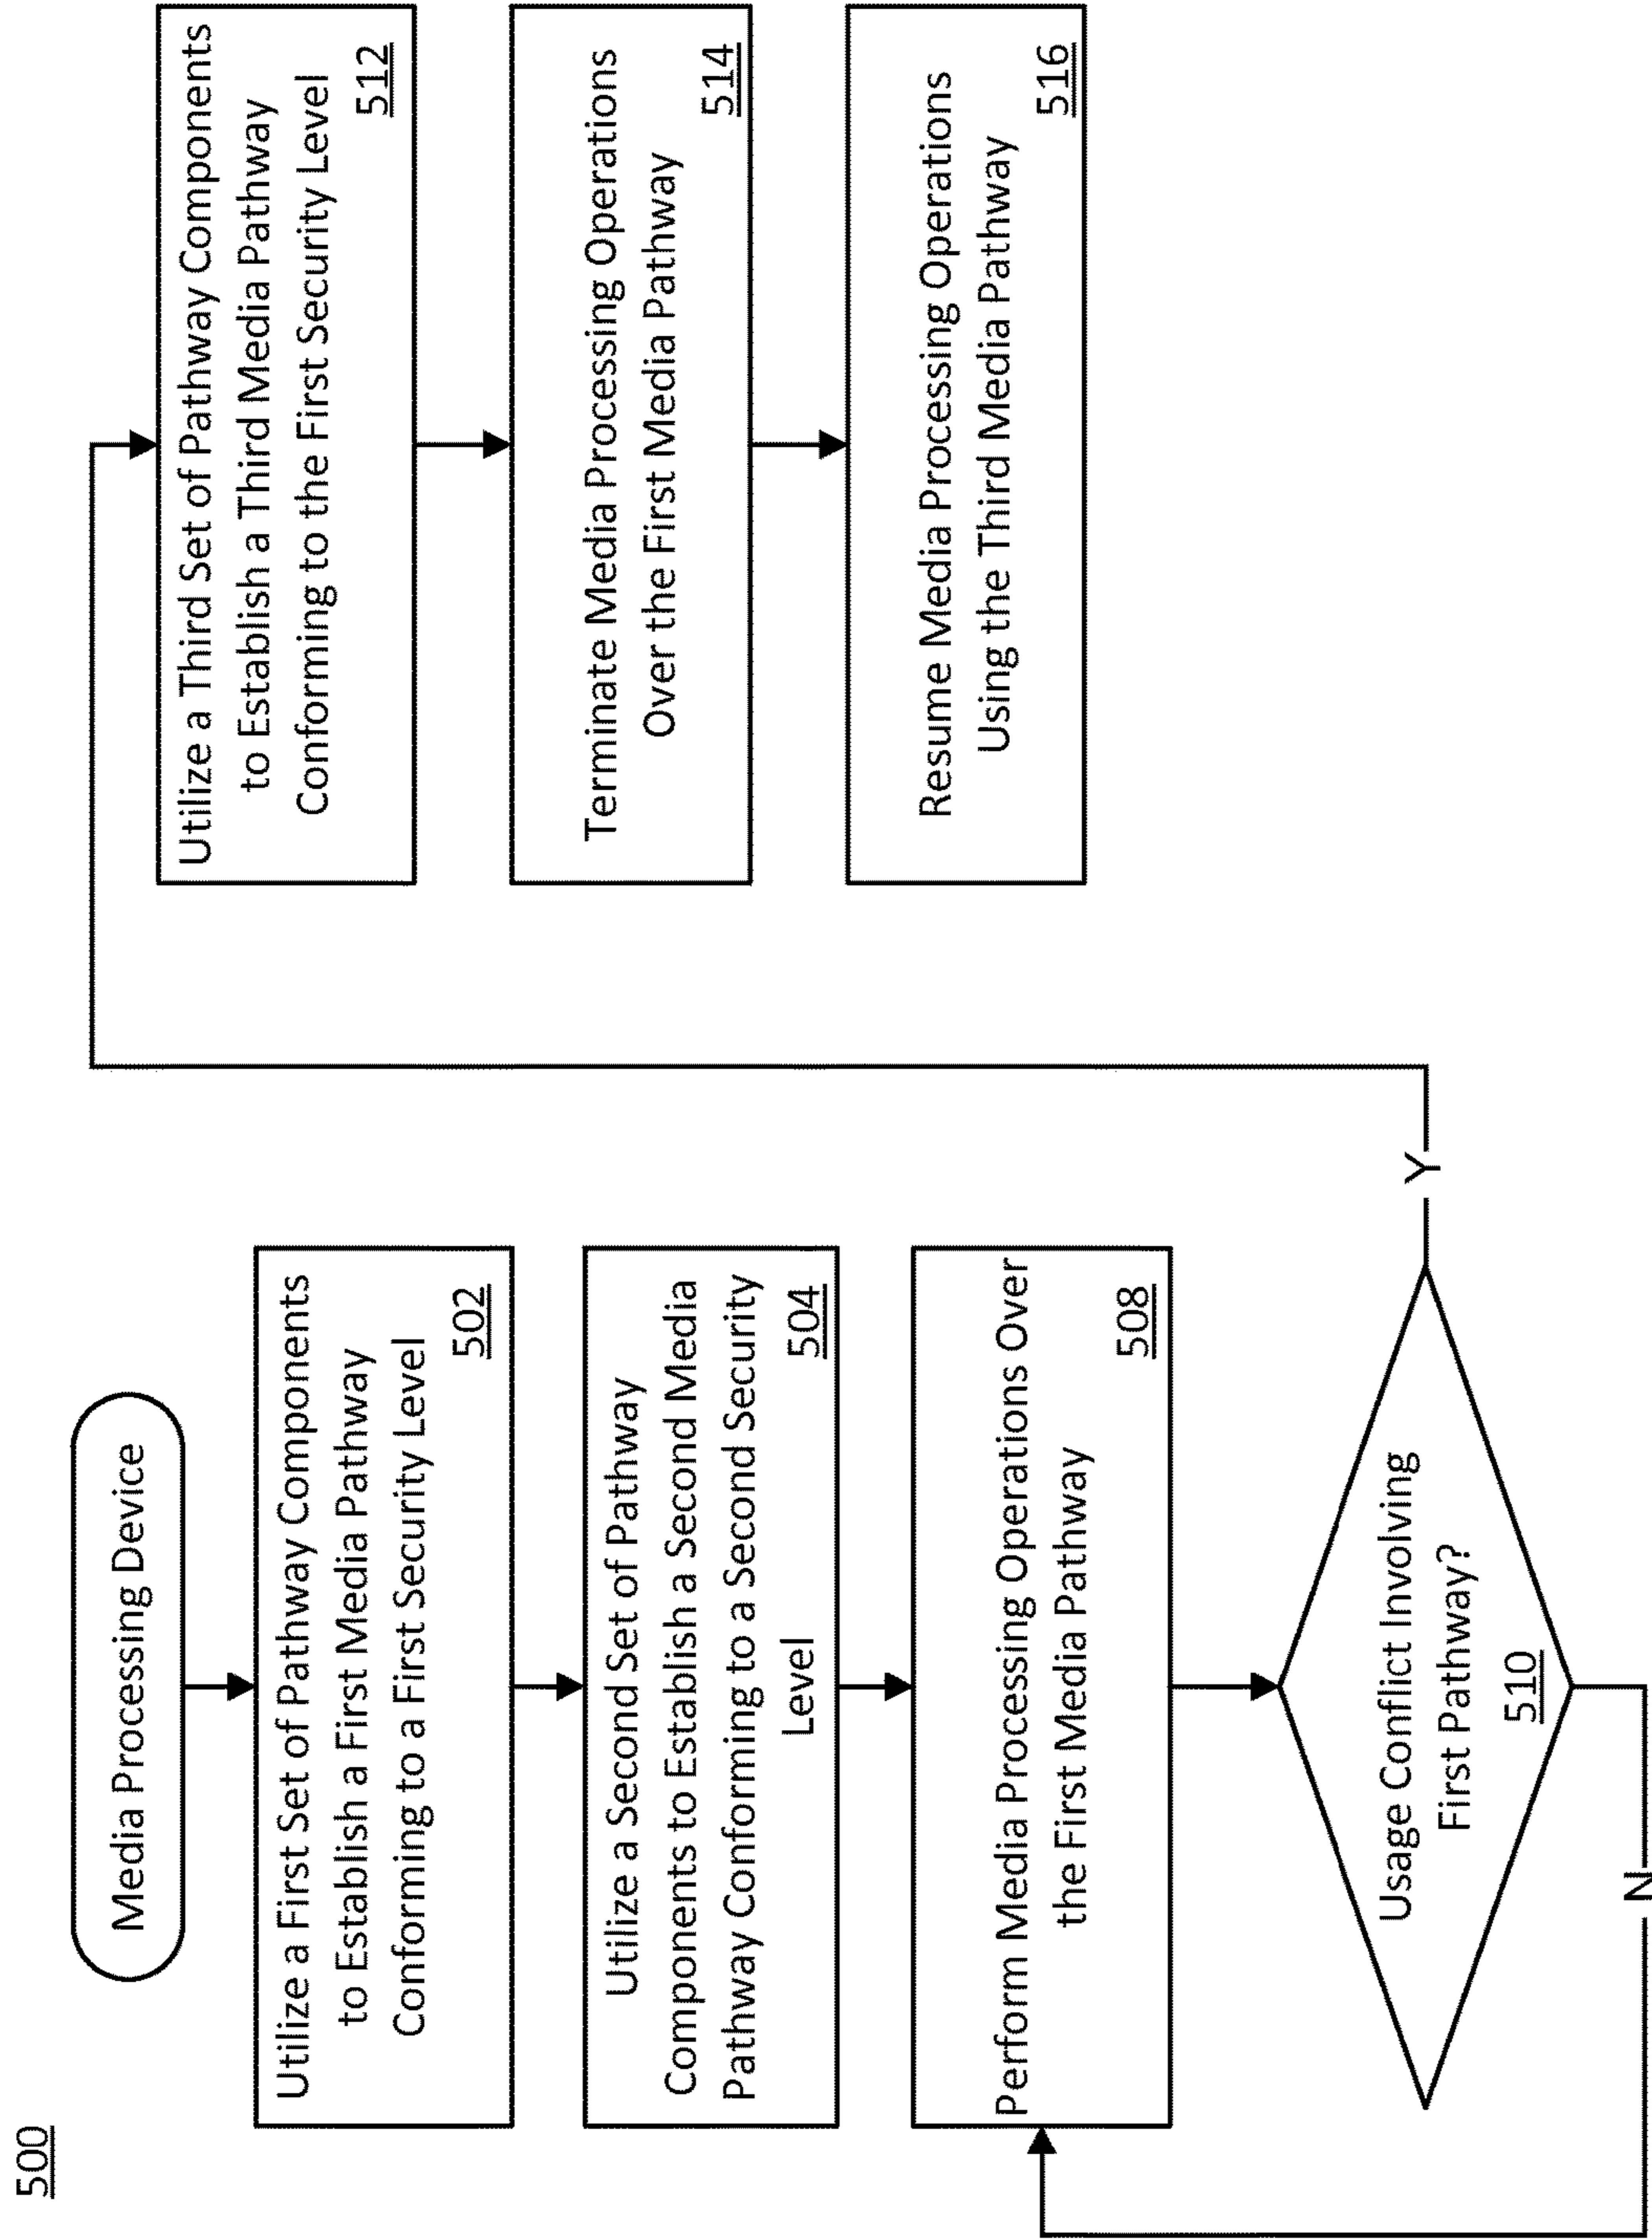 500
Media Processing Device
Utilize a First Set of Pathway Components
to Establish a First Media Pathway
Conforming to a First Security Level
502
Utilize a Second Set of Pathway
Components to Establish a Second Media
Pathway Conforming to a Second Security
Level
504
Perform Media Processing Operations Over
the First Media Pathway
508
Usage Conflict Involving
First Pathway?
510
N
Y
Utilize a Third Set of Pathway Components
to Establish a Third Media Pathway
Conforming to the First Security Level
512
Terminate Media Processing Operations
Over the First Media Pathway
514
Resume Media Processing Operations
Using the Third Media Pathway
516